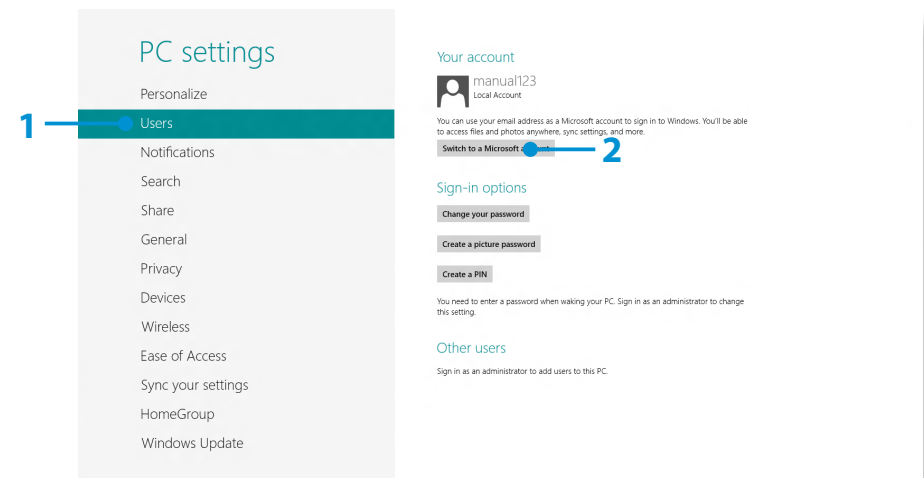 PC settings
Personalize
1
Users
Notifications
Search
Share
General
Privacy
Devices
Wireless
Ease of Access
Sync your settings
HomeGroup
Windows Update
Your account
manual123
Local Account
You can use your email address as a Microsoft account to sign in to Windows. You'll be able
to access files and photos anywhere, sync settings, and more.
Switch to a Microsoft account
2
Sign-in options
Change your password
Create a picture password
Create a PIN
You need to enter a password when waking your PC. Sign in as an administrator to change
this setting.
Other users
Sign in as an administrator to add users to this PC.